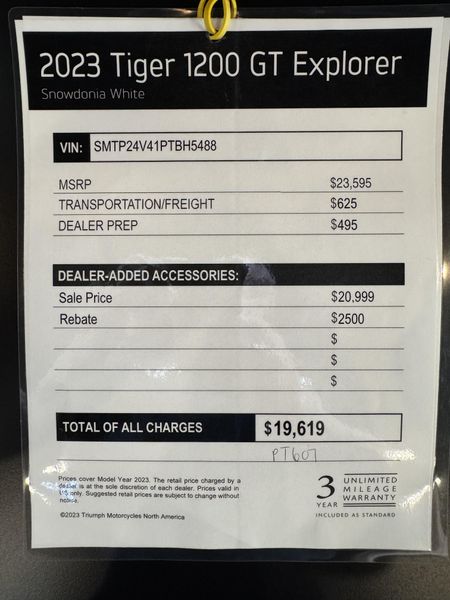 2023 Tiger 1200 GT Explorer
Snowdonia White
VIN: SMTP24V41PTBH5488
MSRP $23,595
TRANSPORTATION/FREIGHT $625
DEALER PREP $495
DEALER-ADDED ACCESSORIES:
Sale Price $20,999
Rebate $2500
$
$
$
TOTAL OF ALL CHARGES $19,619
PT607
Prices cover Model Year 2023. The retail price charged by a
dealer is at the sole discretion of each dealer. Prices valid in
US only. Suggested retail prices are subject to change without
notice.
©2023 Triumph Motorcycles North America
3 YEAR
UNLIMITED
MILEAGE
WARRANTY
INCLUDED AS STANDARD